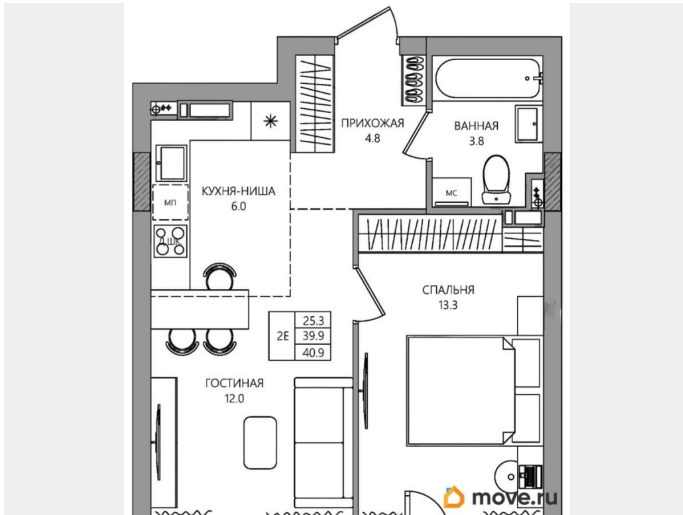 ПРИХОЖАЯ
4.8
ВАННАЯ
3.8
КУХНЯ-НИША
6.0
МП
МС
Д.ШК
СПАЛЬНЯ
13.3
2Е
25.3
39.9
40.9
ГОСТИНАЯ
12.0
move.ru